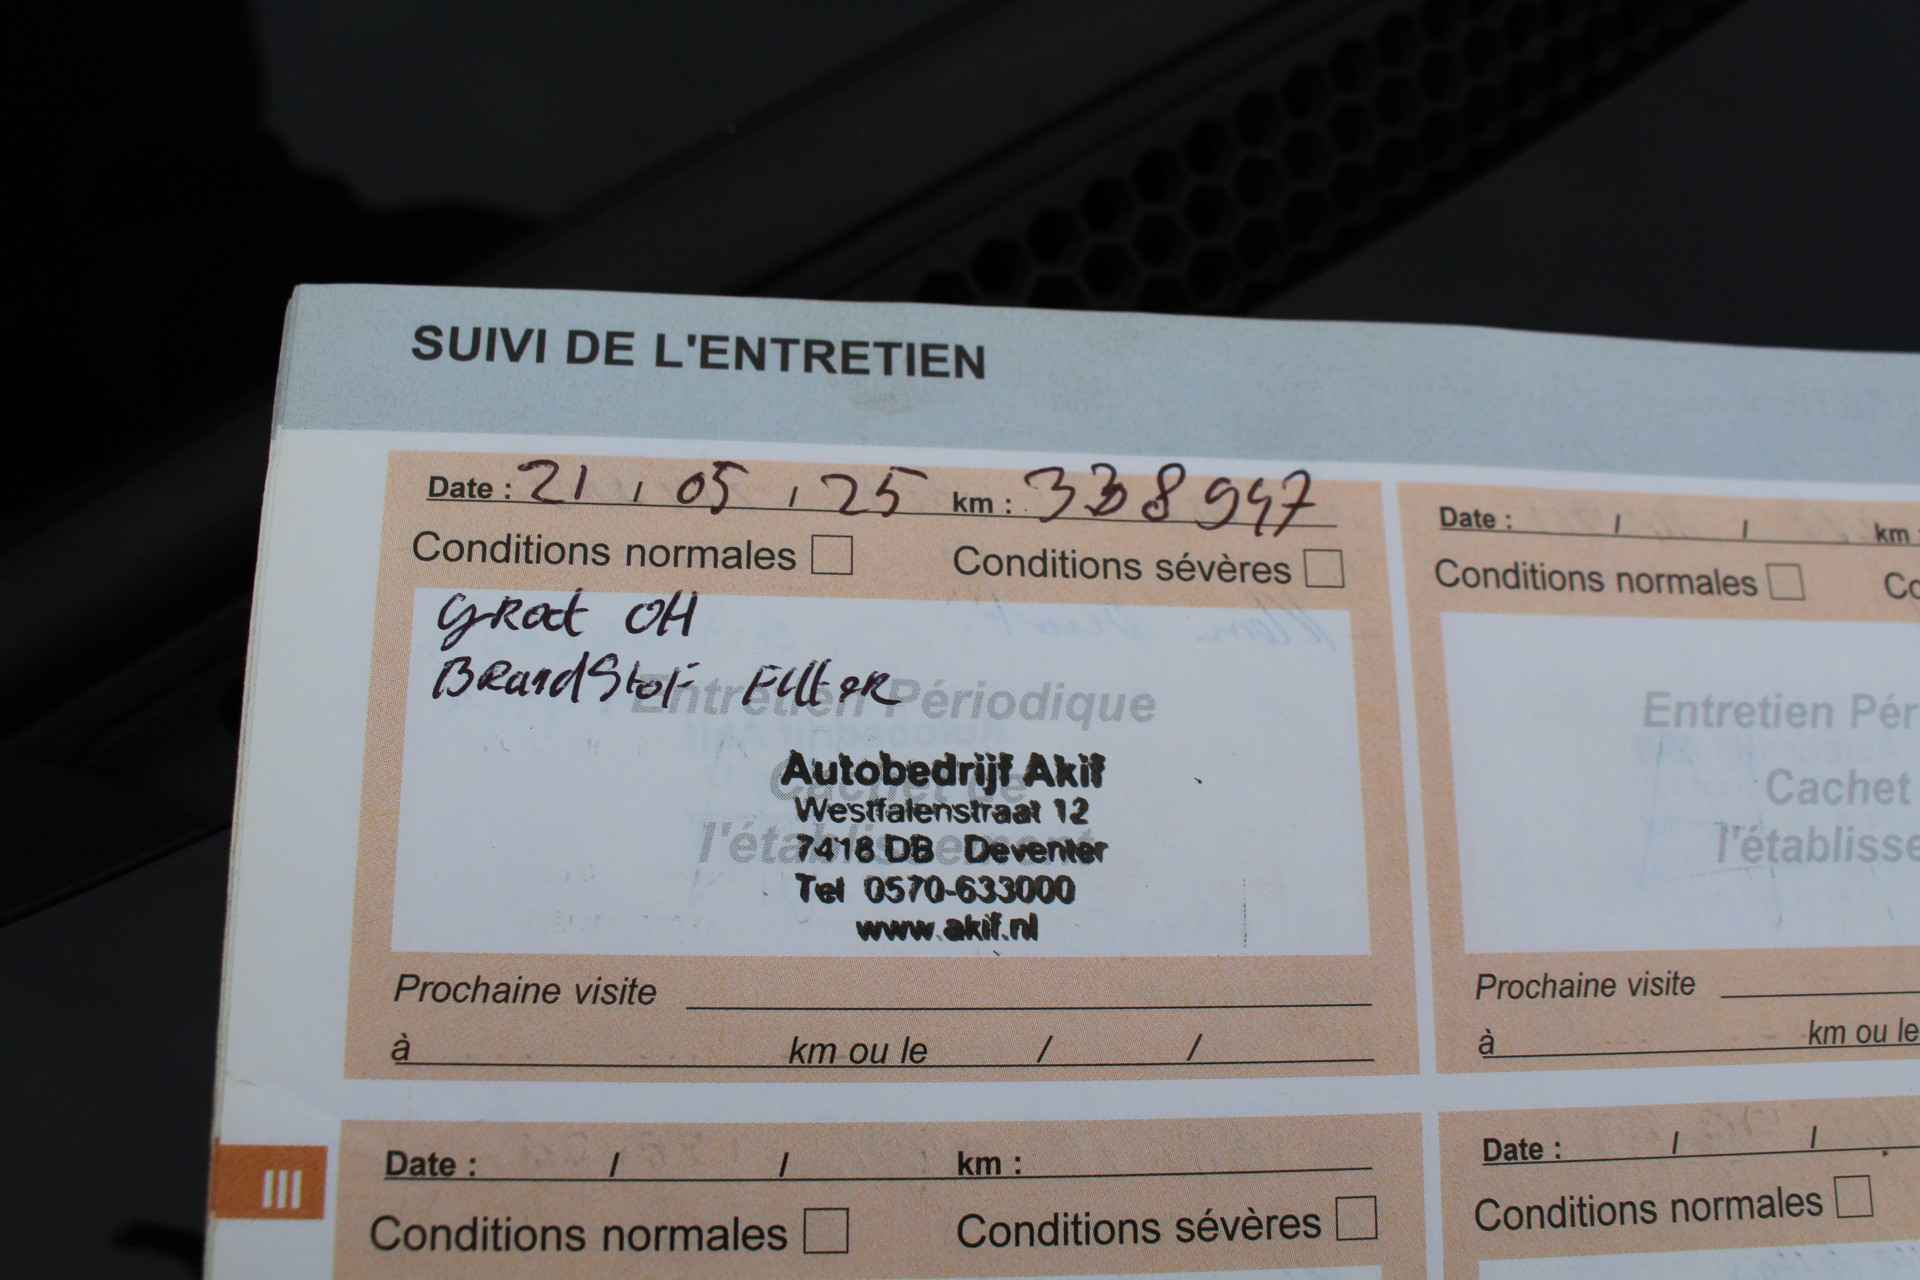 SUIVI DE L'ENTRETIEN
Date : 21 / 05 / 25 km : 338947
Conditions normales Conditions sévères
Groot OH
Brandstof Filter
Entretien Périodique
Cachet de
l'établissement
Autobedrijf Akif
Westfalenstraat 12
7418 DB Deventer
Tel 0570-633000
www.akif.nl
Prochaine visite
à km ou le / /
Date : / / km :
Conditions normales
Entretien Pér
Cachet
l'établisse
Prochaine visite
à km ou le
III
Date : / / km :
Conditions normales Conditions sévères
Date : / /
Conditions normales